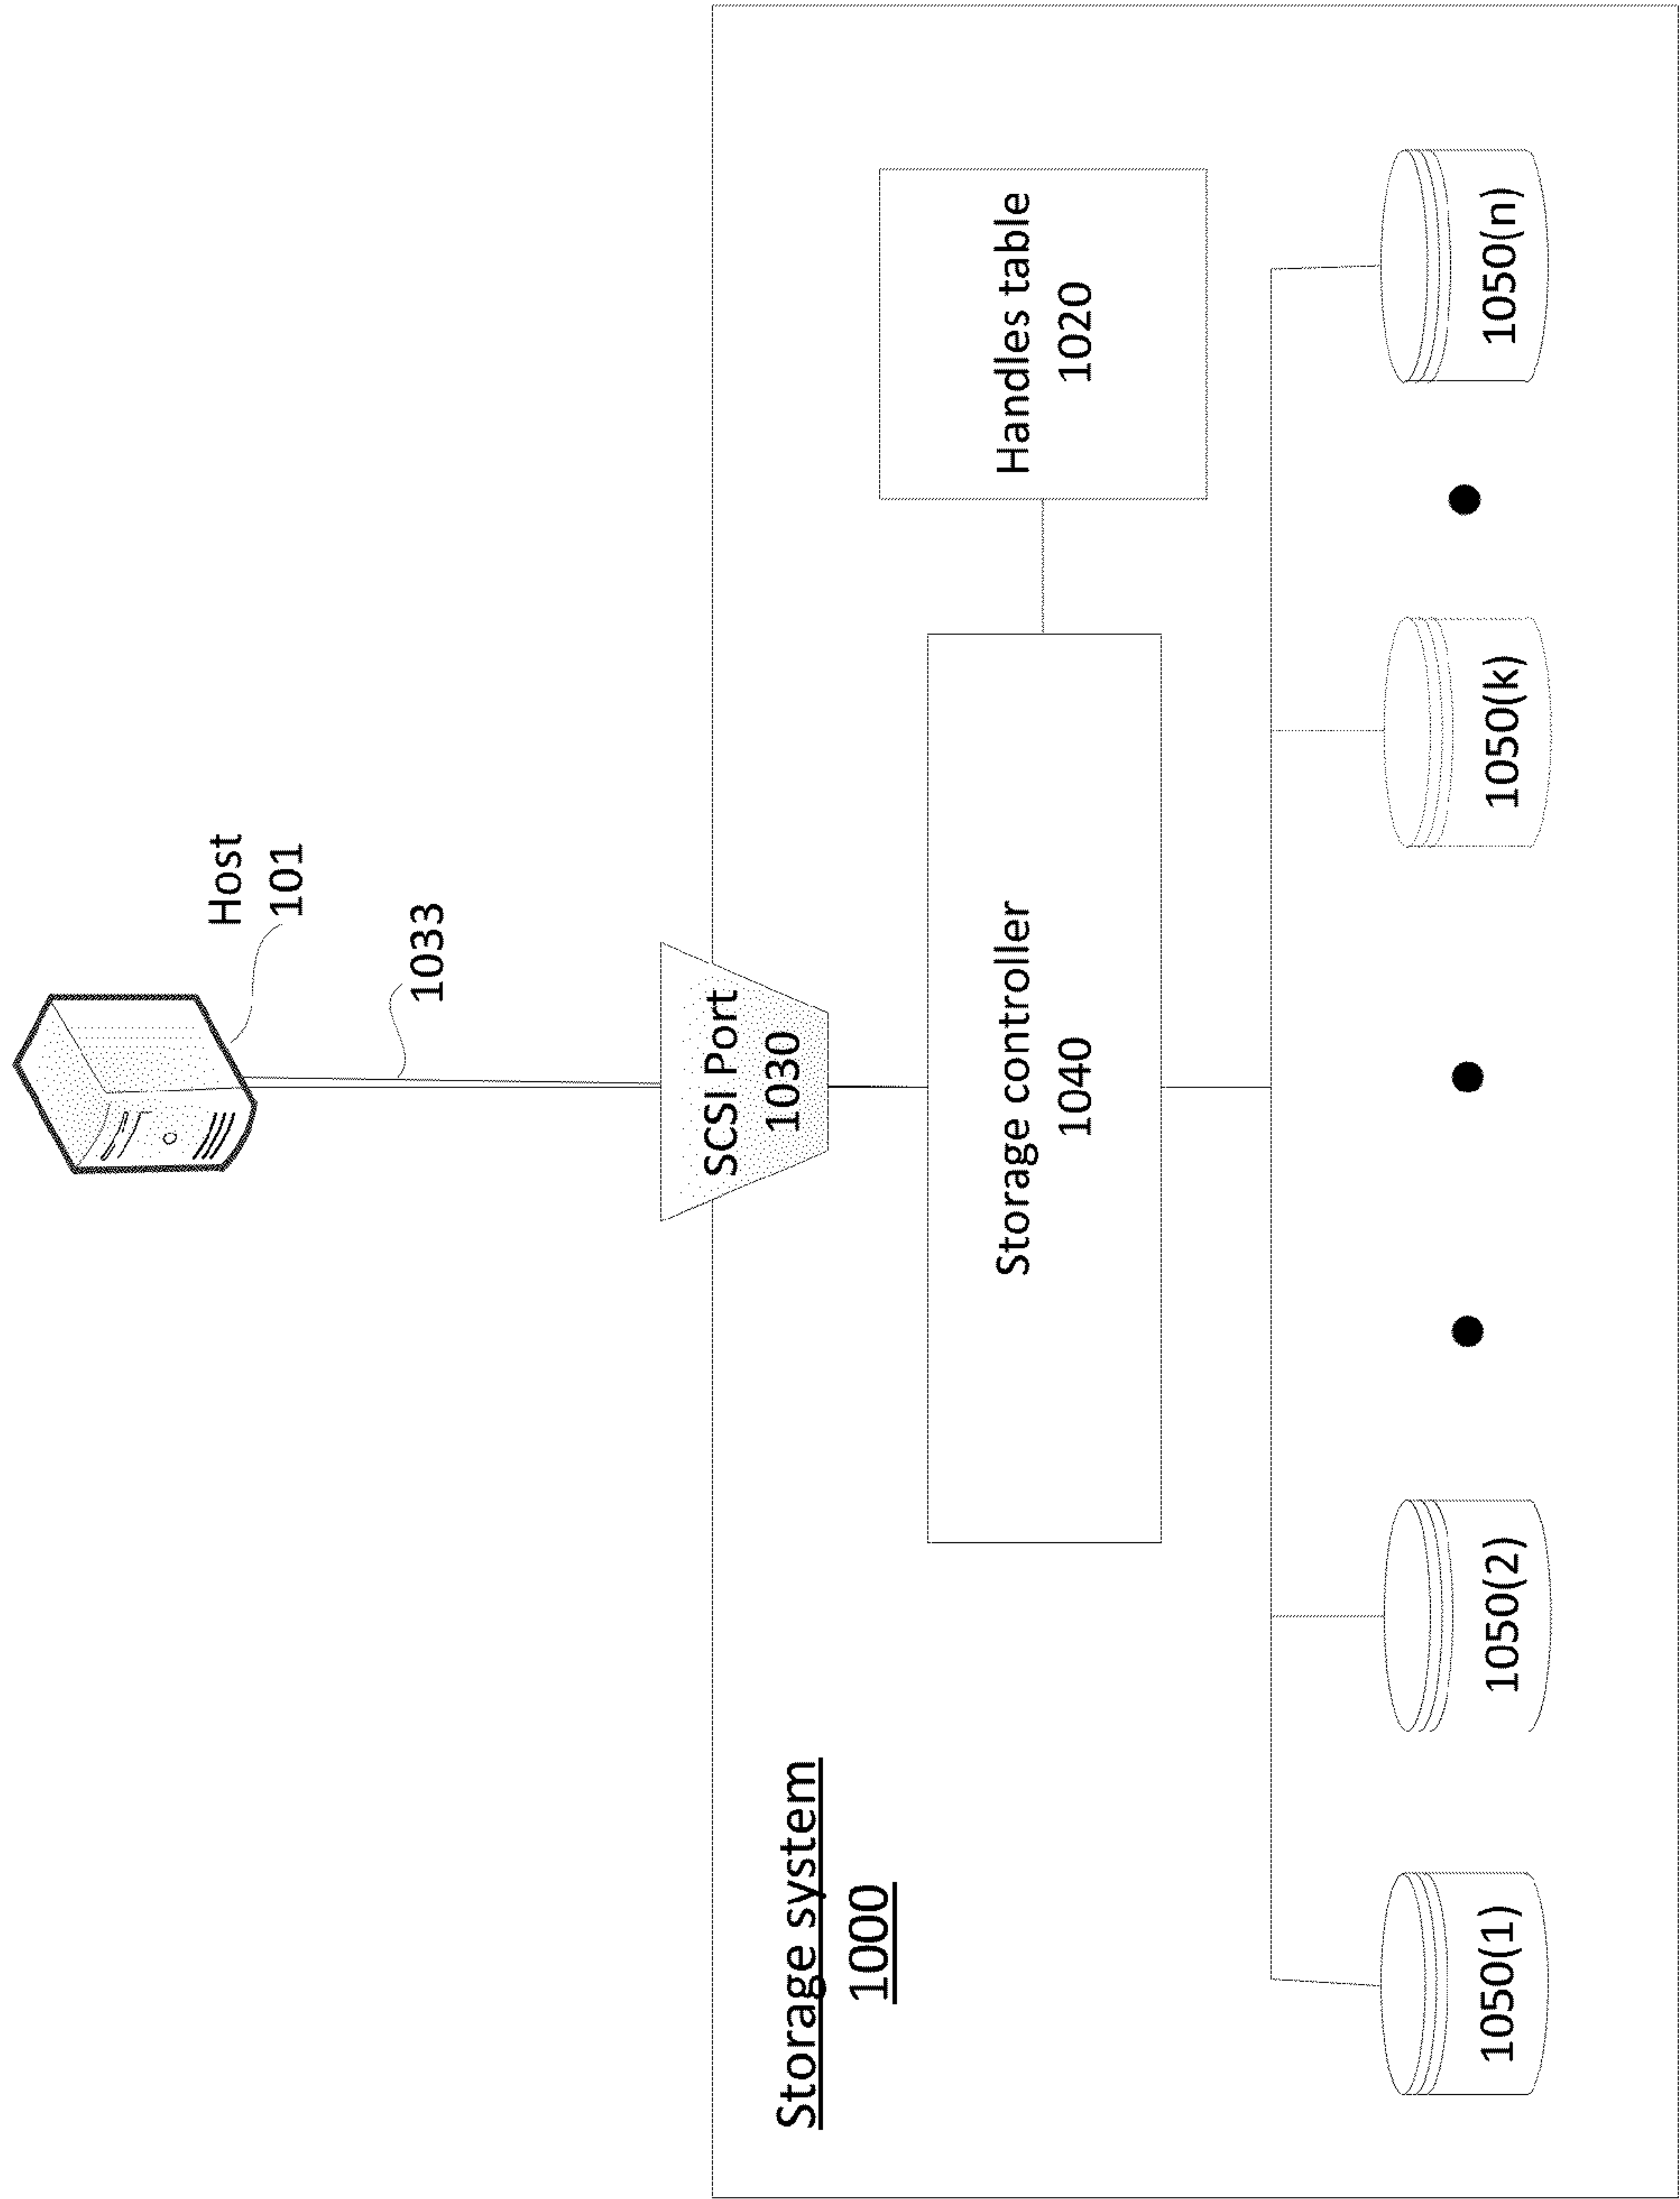 Host
101
1033
SCSI Port
1030
Storage system
1000
Storage controller
1040
Handles table
1020
1050(1)
1050(2)
1050(k)
1050(n)